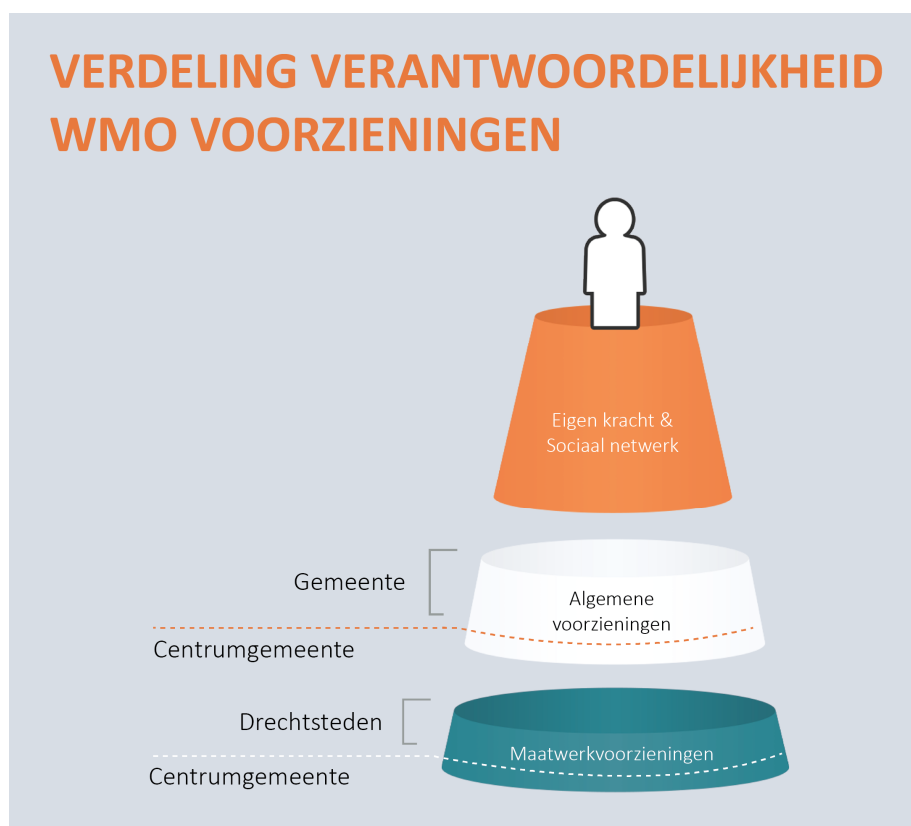 VERDELING VERANTWOORDELIJKHEID
WMO VOORZIENINGEN
Eigen kracht &
Sociaal netwerk
Gemeente
Algemene
voorzieningen
Centrumgemeente
Drechtsteden
Maatwerkvoorzieningen
Centrumgemeente